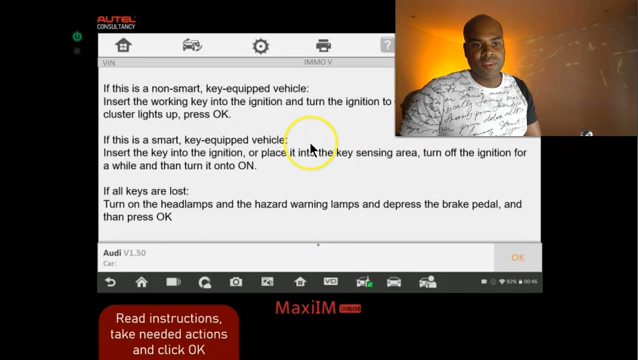 AUTEL
CONSULTANCY
VIN
IMMO V
If this is a non-smart, key-equipped vehicle:
Insert the working key into the ignition and turn the ignition to
cluster lights up, press OK.
If this is a smart, key-equipped vehicle:
Insert the key into the ignition, or place it into the key sensing area, turn off the ignition for
a while and than turn it onto ON.
If all keys are lost:
Turn on the headlamps and the hazard warning lamps and depress the brake pedal, and
than press OK
Audi V1.50
Car:
OK
VCI
82% 00:46
MaxiIM IM608
Read instructions,
take needed actions
and click OK